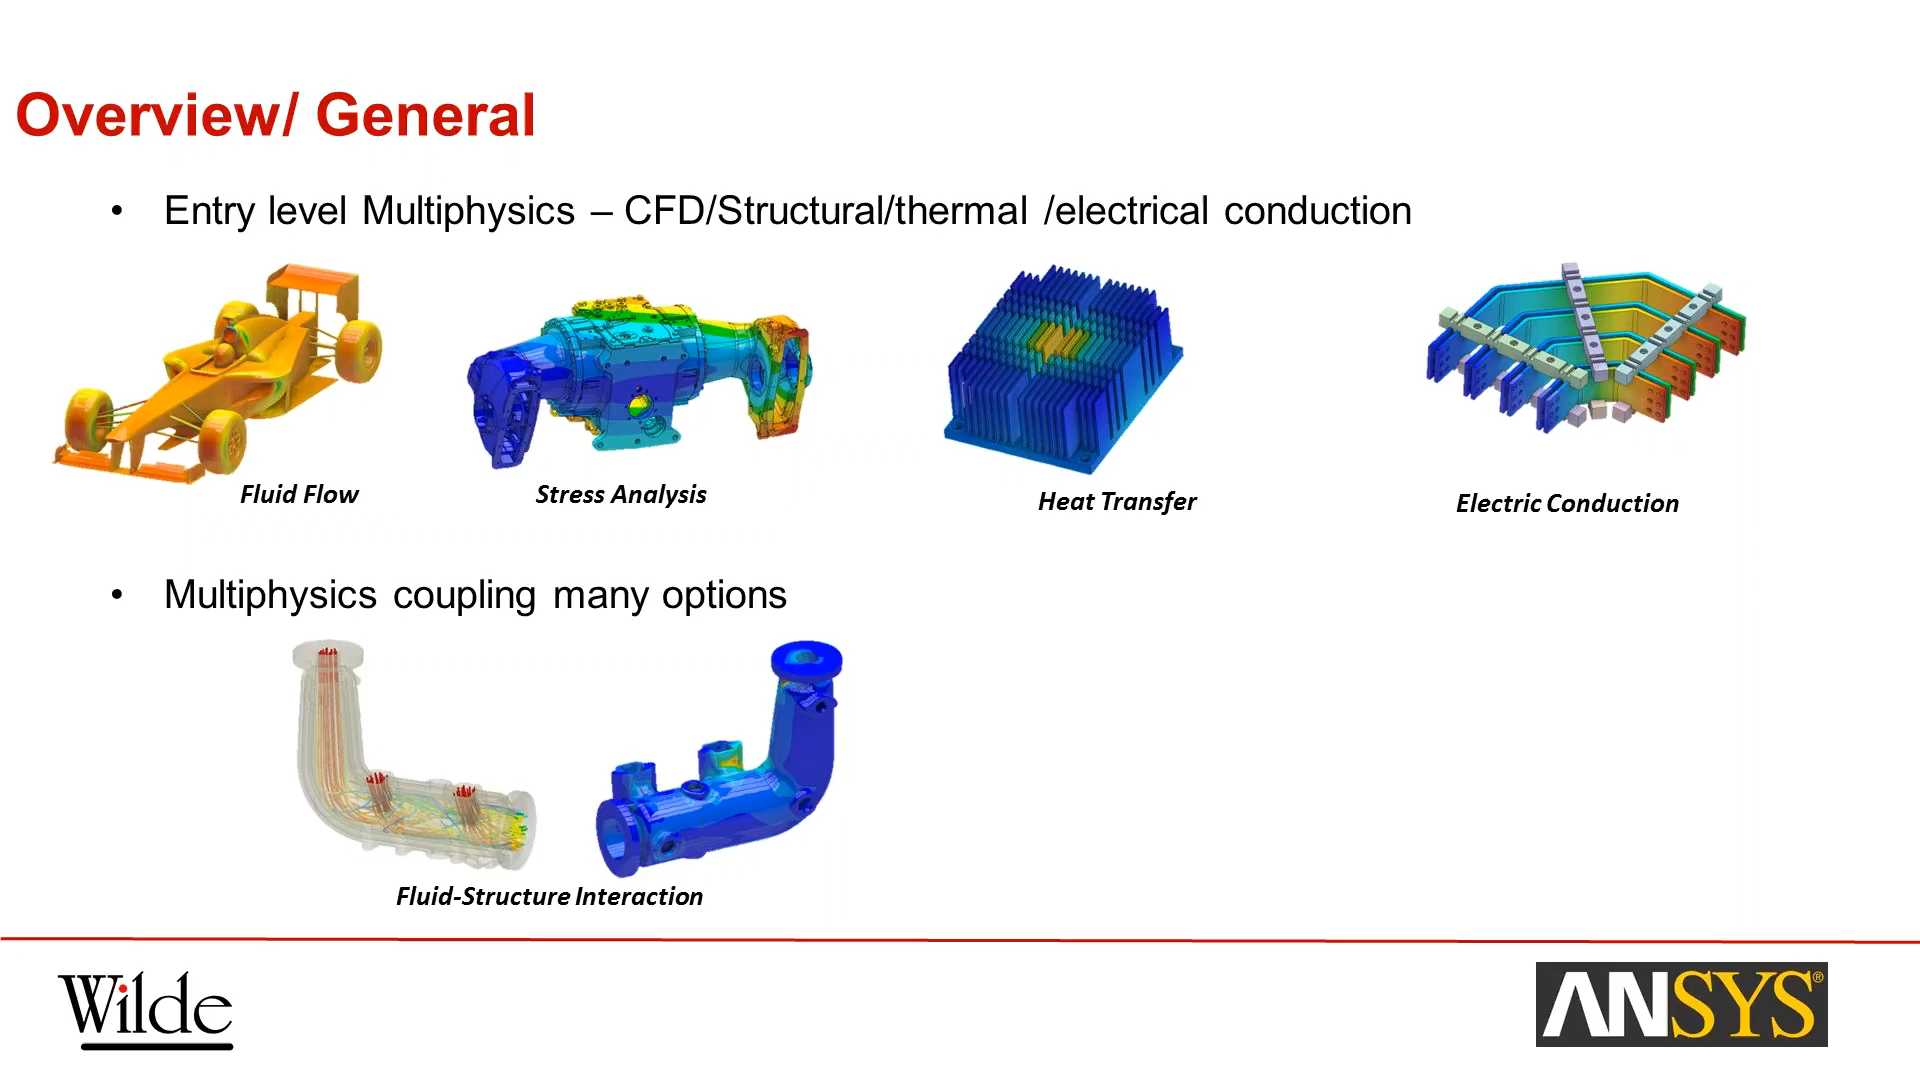 Overview/ General
• Entry level Multiphysics – CFD/Structural/thermal /electrical conduction
Fluid Flow
Stress Analysis
Heat Transfer
Electric Conduction
• Multiphysics coupling many options
Fluid-Structure Interaction
Wilde
ANSYS®